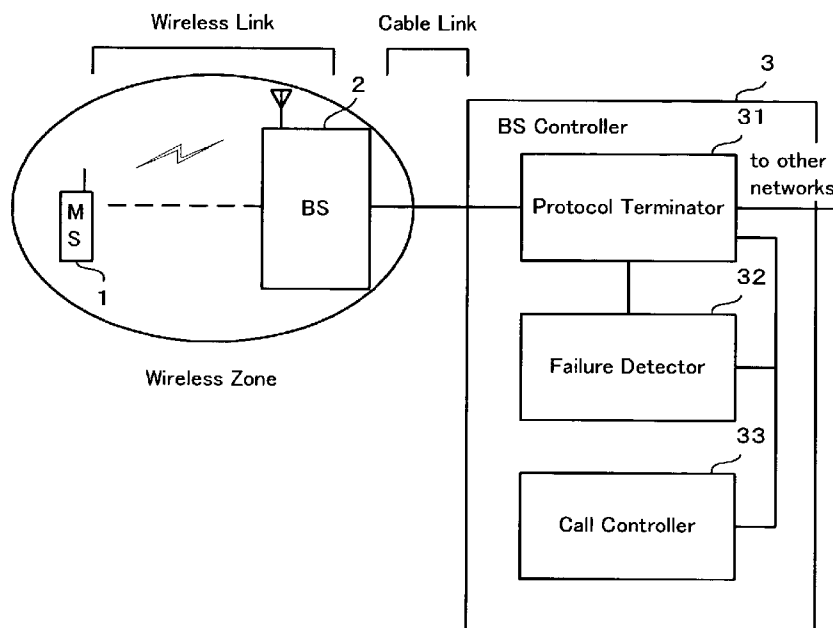 Wireless Link
Cable Link
2
3
BS Controller
31
to other
networks
M
S
BS
Protocol Terminator
1
32
Wireless Zone
Failure Detector
33
Call Controller